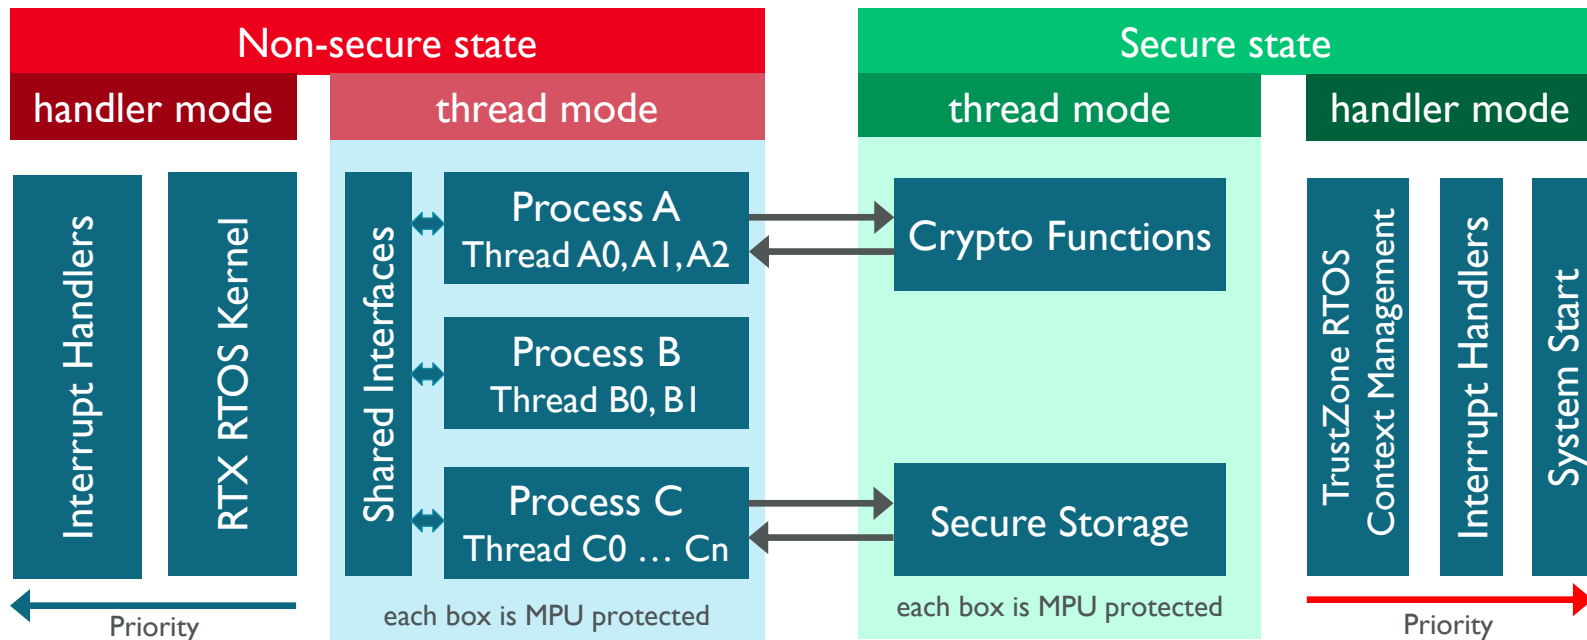 Non-secure state
Secure state
handler mode
thread mode
thread mode
handler mode
Interrupt Handlers
RTX RTOS Kernel
Shared Interfaces
Process A
Thread A0, A1, A2
Process B
Thread B0, B1
Process C
Thread C0 … Cn
each box is MPU protected
Crypto Functions
Secure Storage
each box is MPU protected
TrustZone RTOS
Context Management
Interrupt Handlers
System Start
Priority
Priority